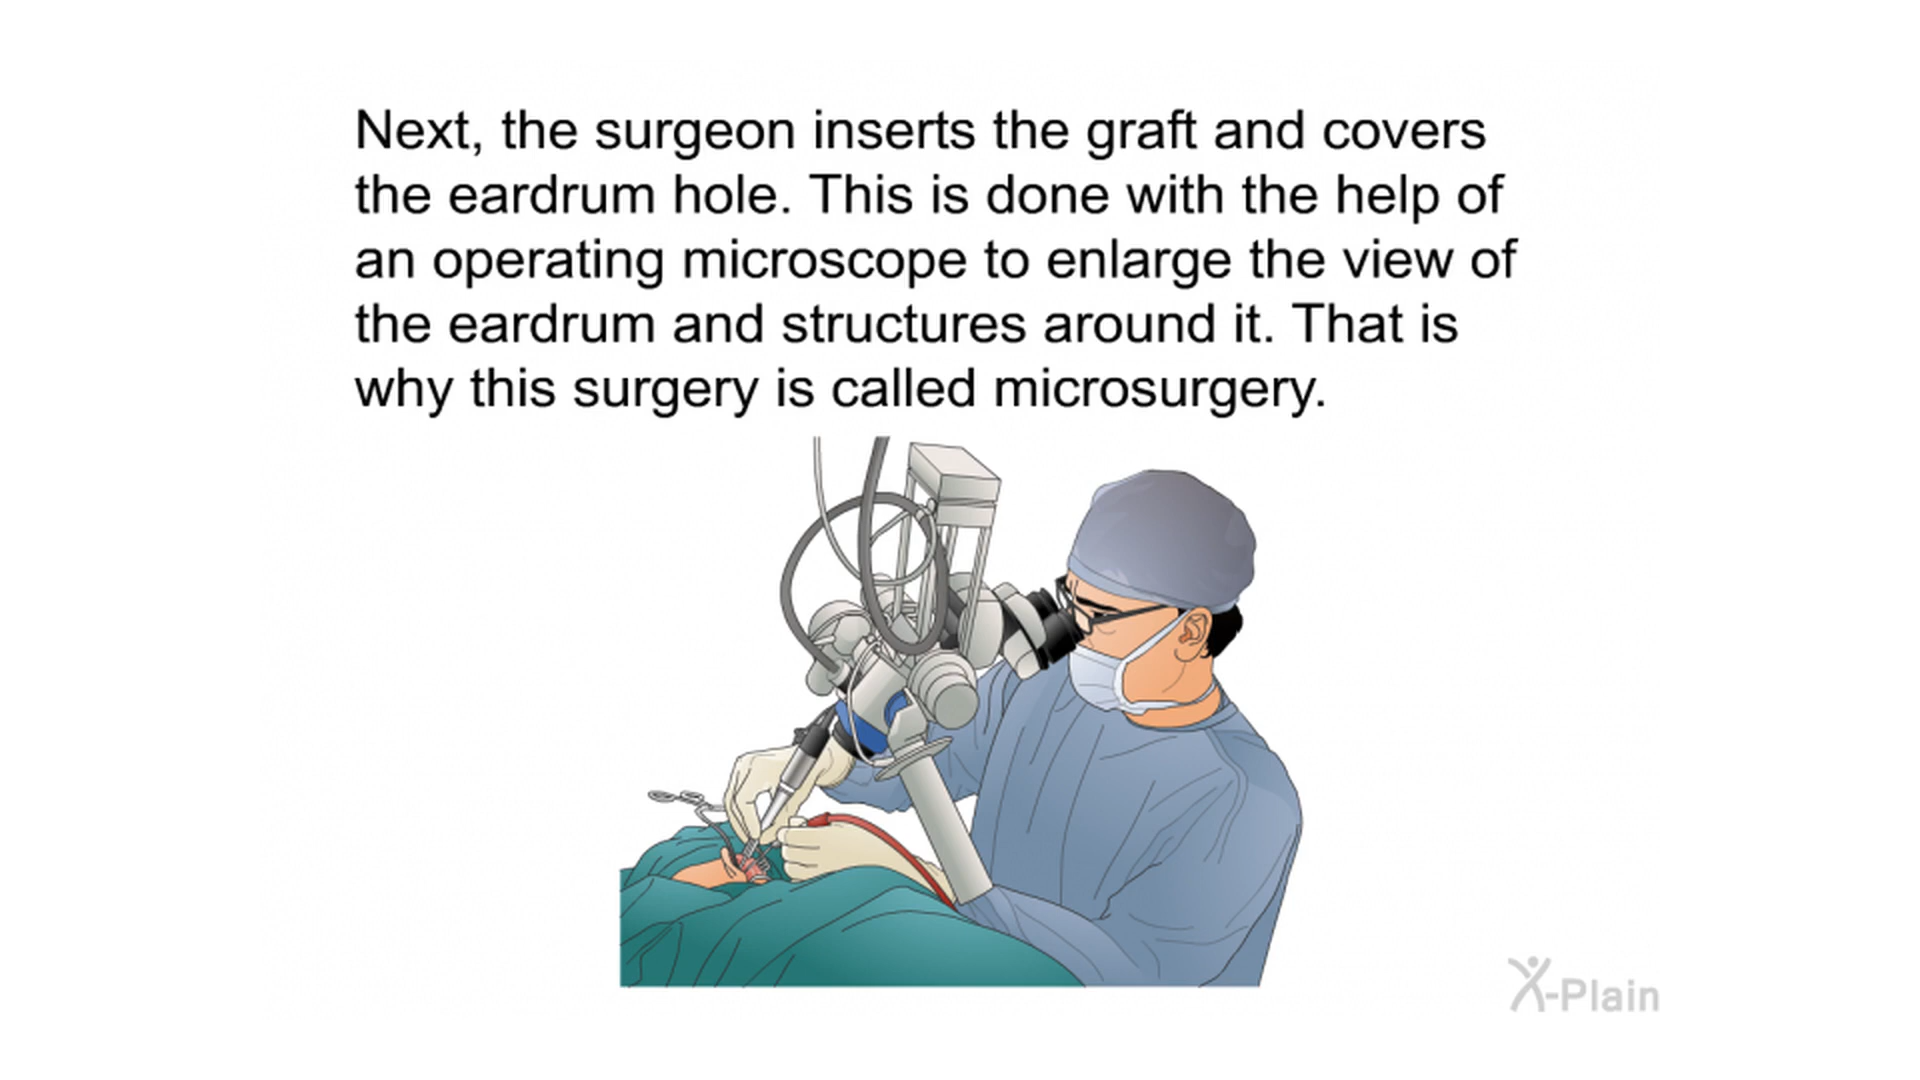 Next, the surgeon inserts the graft and covers
the eardrum hole. This is done with the help of
an operating microscope to enlarge the view of
the eardrum and structures around it. That is
why this surgery is called microsurgery.
X-Plain